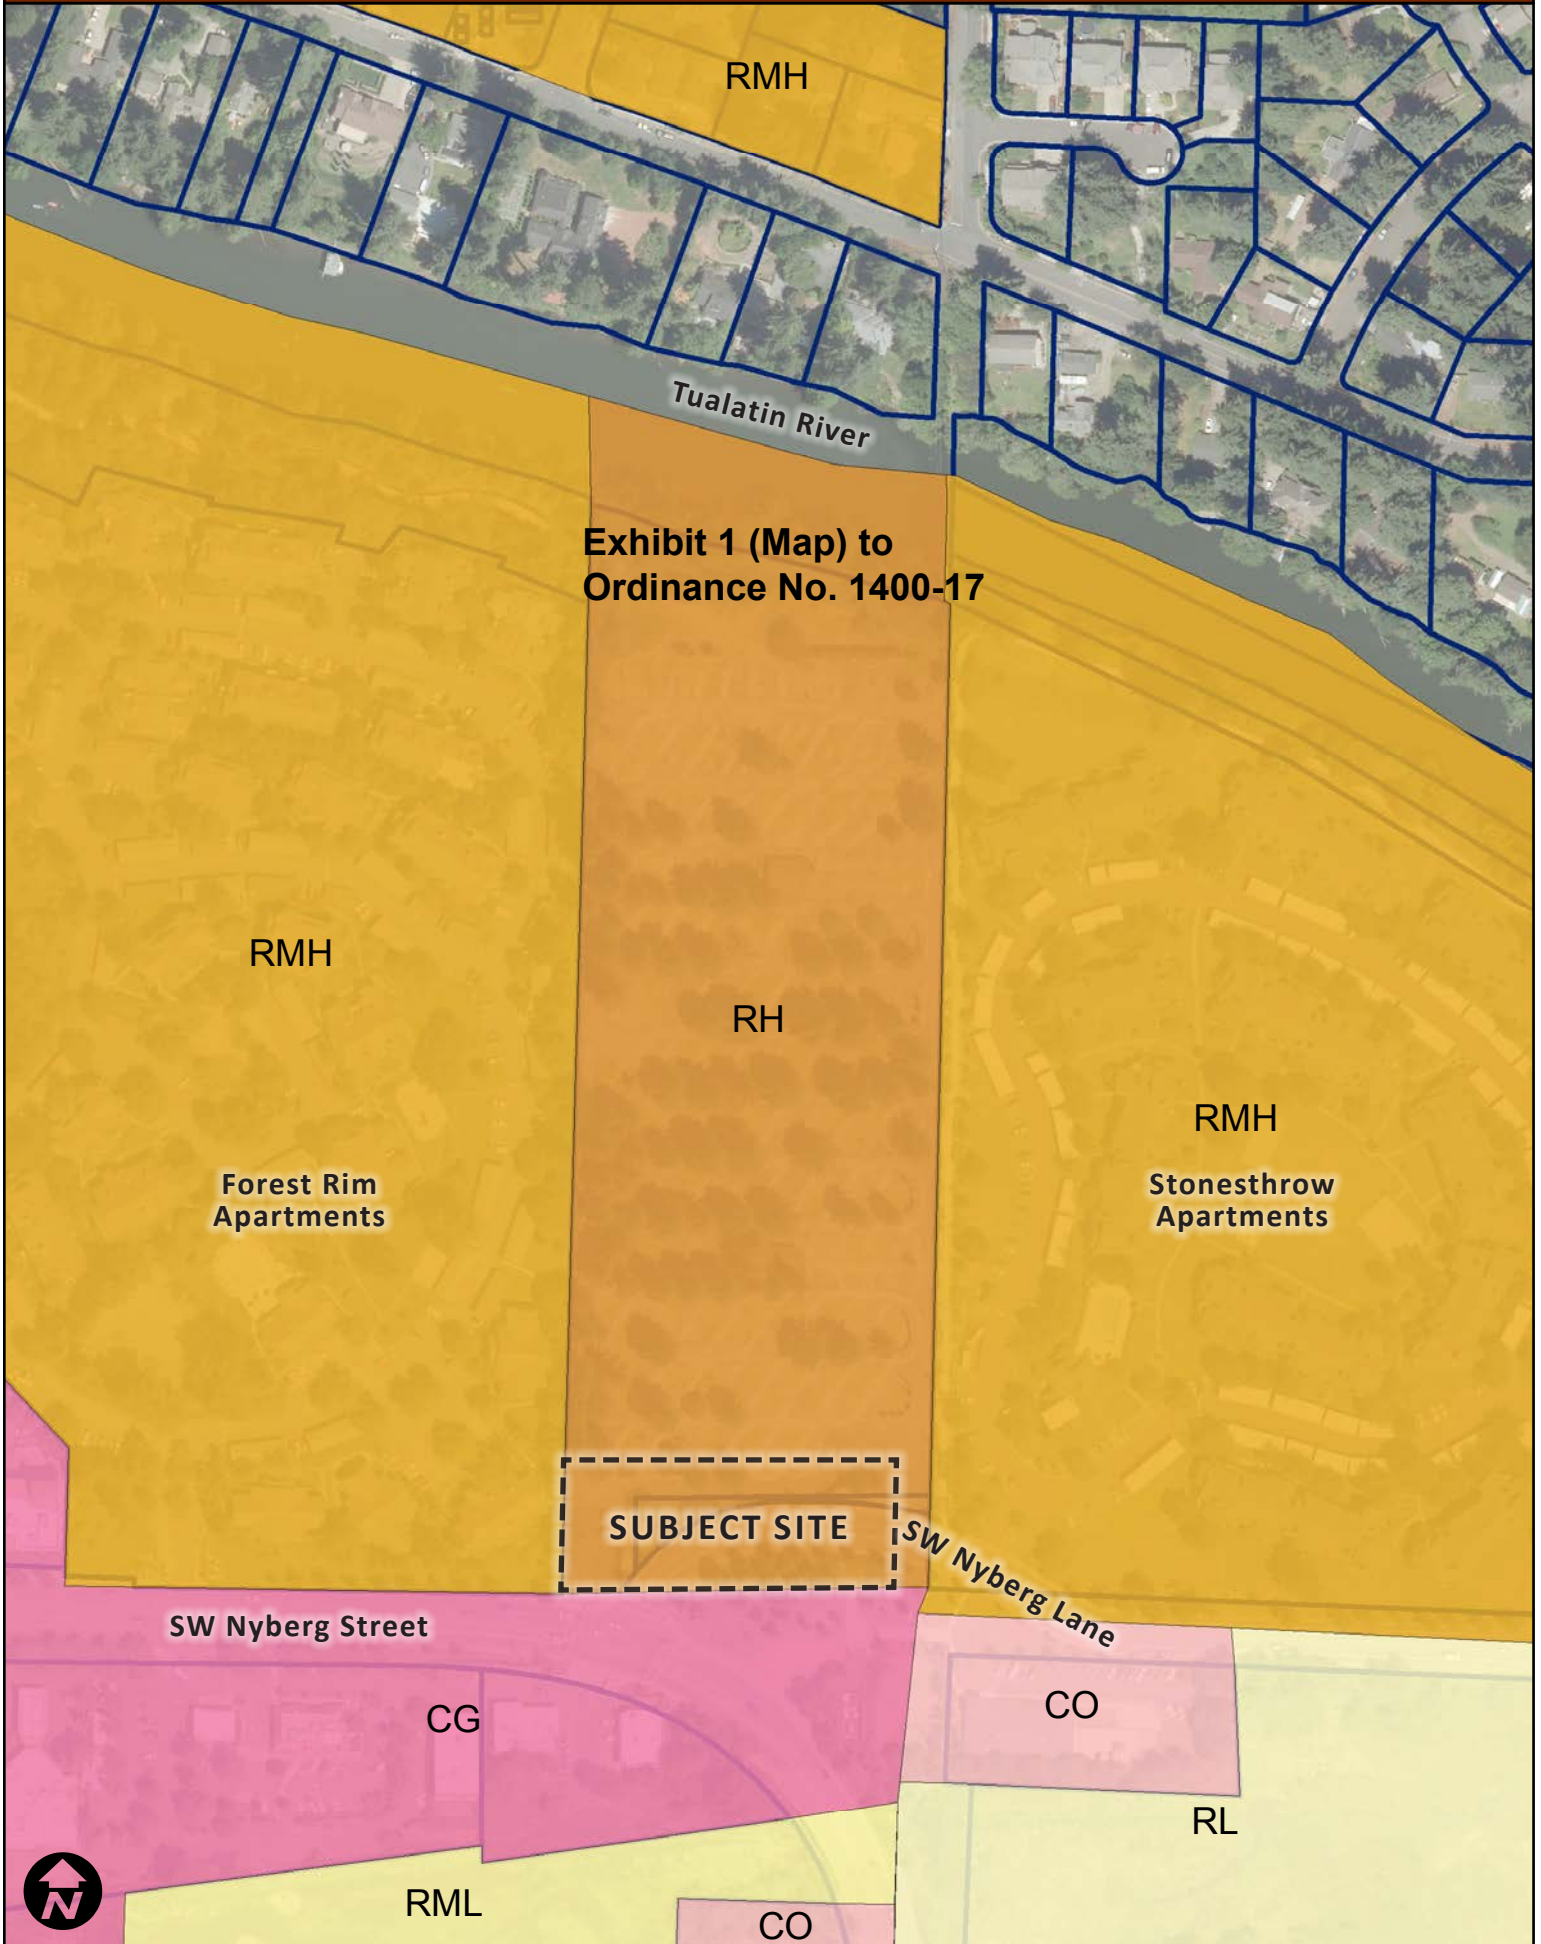 RMH
Tualatin River
Exhibit 1 (Map) to
Ordinance No. 1400-17
RMH
RH
RMH
Forest Rim
Apartments
Stonesthrow
Apartments
SUBJECT SITE
SW Nyberg Lane
SW Nyberg Street
CG
CO
RL
RML
CO
N